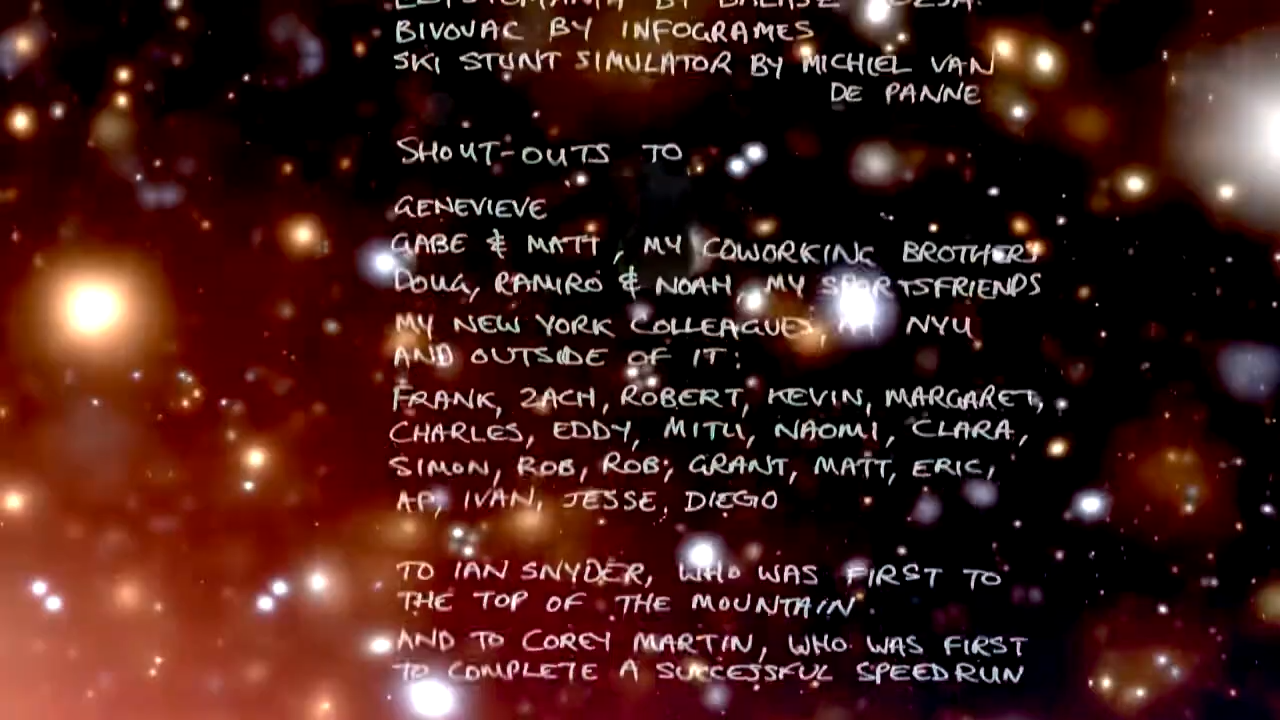 BY
BIVOUAC BY INFOGRAMES
SKI STUNT SIMULATOR BY MICHIEL VAN
DE PANNE
SHOUT-OUTS TO
GENEVIEVE
GABE & MATT, MY COWORKING BROTHERS
DOUG, RAMIRO & NOAH, MY SPORTSFRIENDS
MY NEW YORK COLLEAGUES, AT NYU
AND OUTSIDE OF IT:
FRANK, ZACH, ROBERT, KEVIN, MARGARET,
CHARLES, EDDY, MITU, NAOMI, CLARA,
SIMON, ROB, ROB, GRANT, MATT, ERIC,
AP, IVAN, JESSE, DIEGO
TO IAN SNYDER, WHO WAS FIRST TO
THE TOP OF THE MOUNTAIN
AND TO COREY MARTIN, WHO WAS FIRST
TO COMPLETE A SUCCESSFUL SPEEDRUN